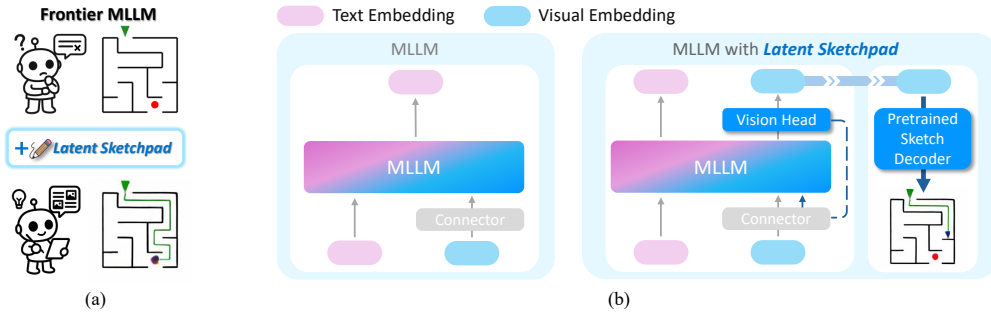 Frontier MLLM
?
+ Latent Sketchpad
(a)
Text Embedding
Visual Embedding
MLLM
MLLM
Connector
MLLM with Latent Sketchpad
Vision Head
MLLM
Connector
Pretrained
Sketch
Decoder
(b)